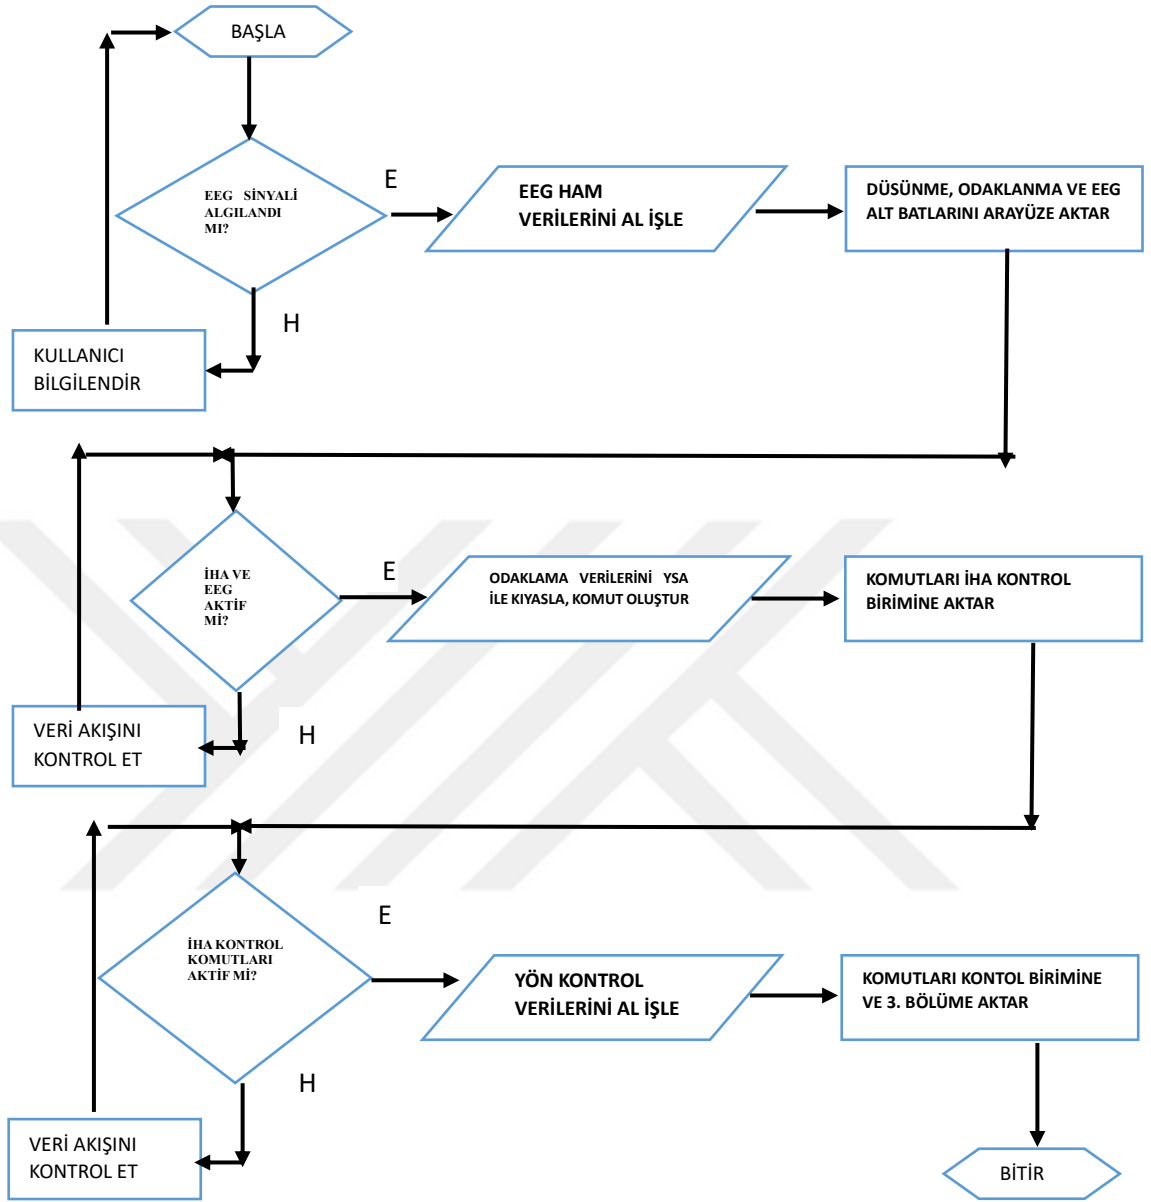 BAŞLA
EEG SİNYALİ
ALGILANDI
MI?
E
EEG HAM
VERİLERİNİ AL İŞLE
DÜSÜNME, ODAKLANMA VE EEG
ALT BATLARINI ARAYÜZE AKTAR
H
KULLANICI
BİLGİLENDİR
İHA VE
EEG
AKTİF
Mİ?
E
ODAKLAMA VERİLERİNİ YSA
İLE KIYASLA, KOMUT OLUŞTUR
KOMUTLARI İHA KONTROL
BİRİMİNE AKTAR
H
VERİ AKIŞINI
KONTROL ET
İHA KONTROL
KOMUTLARI
AKTİF Mİ?
E
YÖN KONTROL
VERİLERİNİ AL İŞLE
KOMUTLARI KONTOL BİRİMİNE
VE 3. BÖLÜME AKTAR
H
VERİ AKIŞINI
KONTROL ET
BİTİR